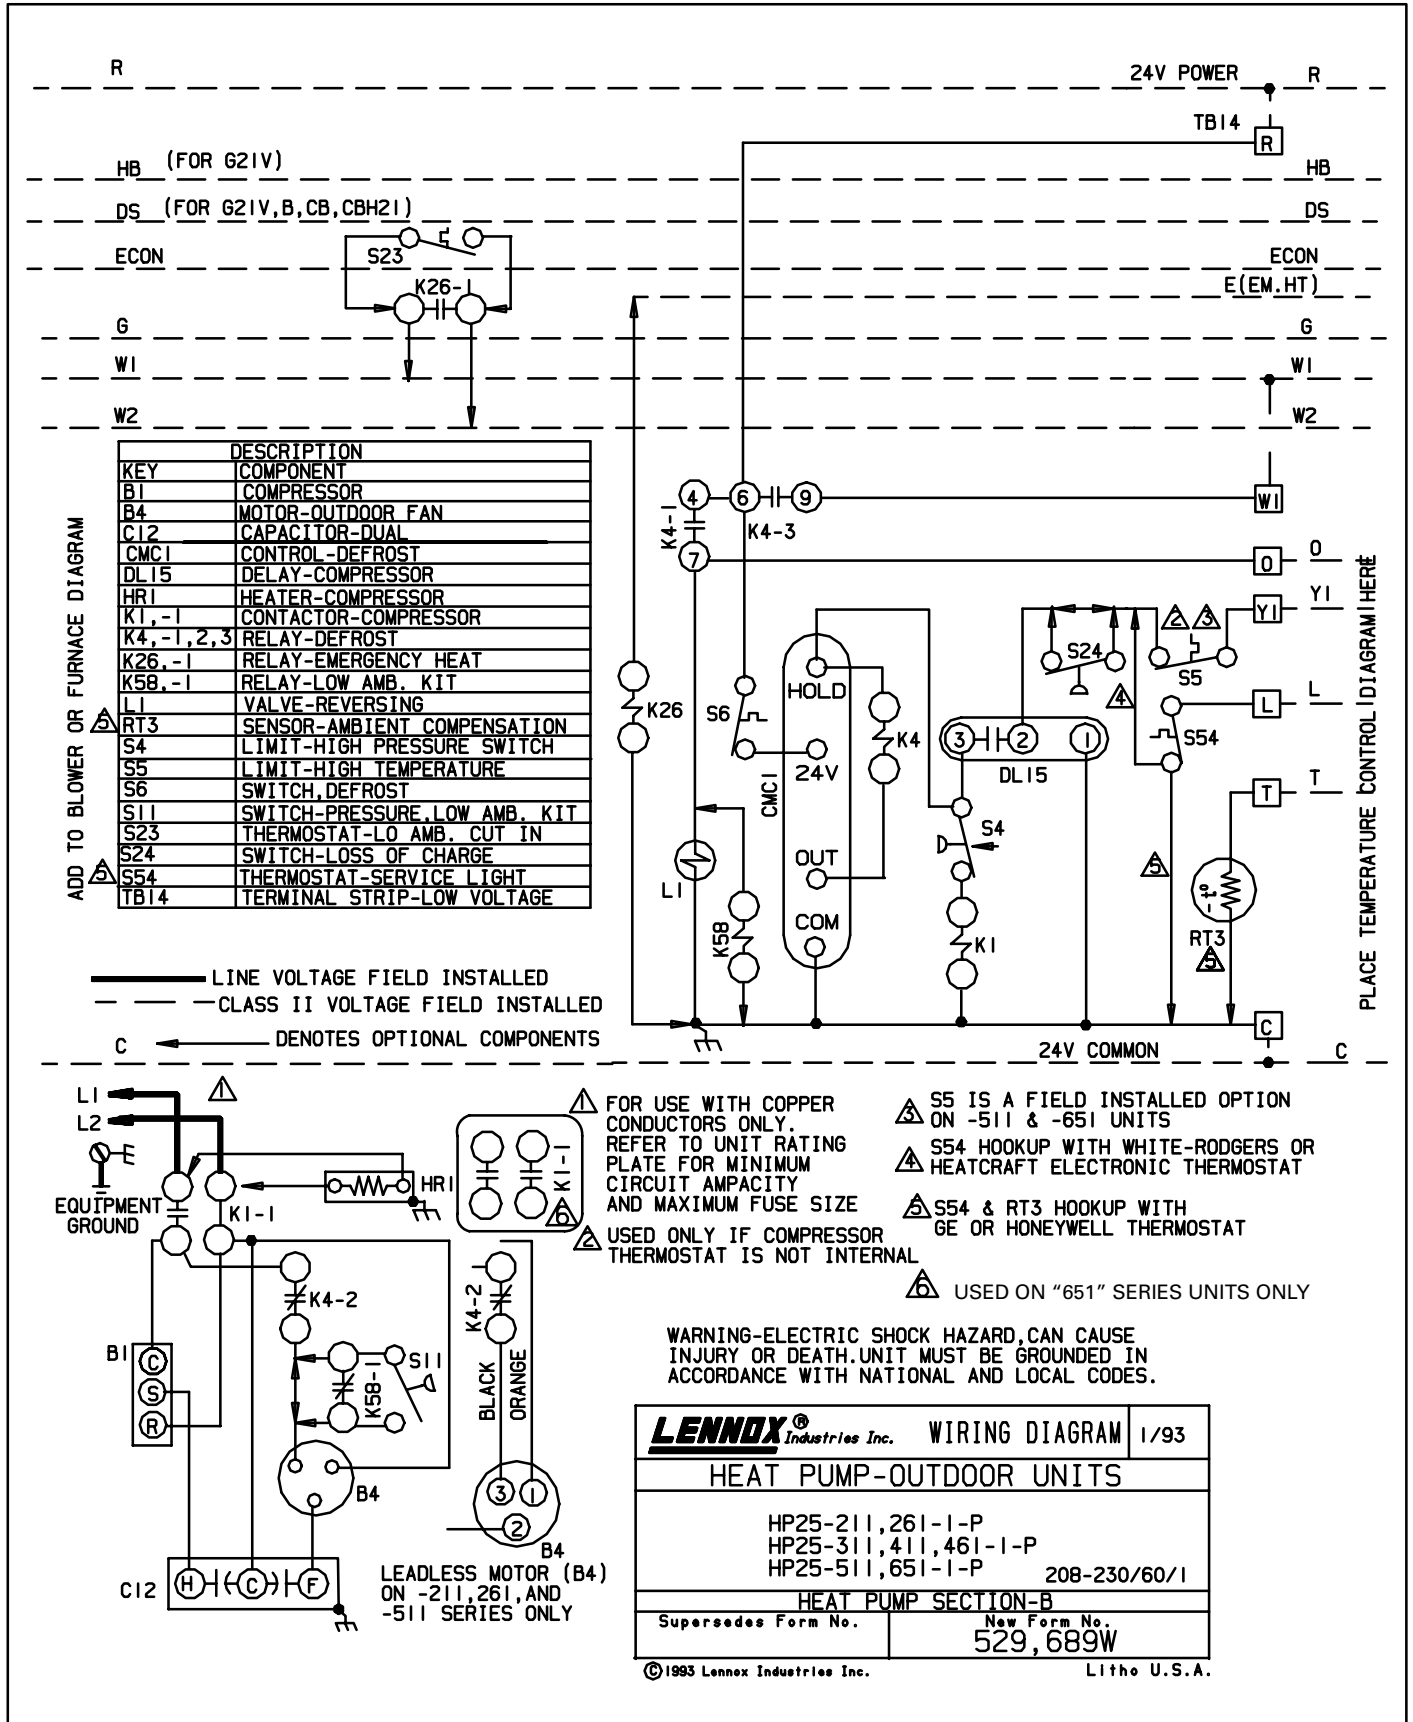 R
24V POWER
R
TB14
R
HB (FOR G21V)
HB
DS (FOR G21V,B,CB,CBH21)
DS
S23
ECON
ECON
K26-1
E(EM.HT)
G
G
W1
W1
W2
W2
DESCRIPTION
KEY COMPONENT
B1 COMPRESSOR
B4 MOTOR-OUTDOOR FAN
C12 CAPACITOR-DUAL
CMC1 CONTROL-DEFROST
DL15 DELAY-COMPRESSOR
HR1 HEATER-COMPRESSOR
K1,-1 CONTACTOR-COMPRESSOR
K4,-1,2,3 RELAY-DEFROST
K26,-1 RELAY-EMERGENCY HEAT
K58,-1 RELAY-LOW AMB. KIT
L1 VALVE-REVERSING
5 RT3 SENSOR-AMBIENT COMPENSATION
S4 LIMIT-HIGH PRESSURE SWITCH
S5 LIMIT-HIGH TEMPERATURE
S6 SWITCH,DEFROST
S11 SWITCH-PRESSURE,LOW AMB. KIT
S23 THERMOSTAT-LO AMB. CUT IN
S24 SWITCH-LOSS OF CHARGE
5 S54 THERMOSTAT-SERVICE LIGHT
TB14 TERMINAL STRIP-LOW VOLTAGE
ADD TO BLOWER OR FURNACE DIAGRAM
4 6 9
K4-1
K4-3
W1
7
O O
Y1 Y1
2 3
S24
S5
HOLD
K26
S6
K4
4
L L
S54
3 2 1
DL15
24V
CMC1
T T
S4
OUT
L1
5
-t°
COM
K58
K1
RT3
5
C
PLACE TEMPERATURE CONTROL DIAGRAM HERE
LINE VOLTAGE FIELD INSTALLED
CLASS II VOLTAGE FIELD INSTALLED
DENOTES OPTIONAL COMPONENTS
C
24V COMMON
C
L1
1
L2
EQUIPMENT
GROUND
HR1
K1-1
K1-1
6
K4-2
K4-2
B1
C
S
R
S11
K58-1
BLACK
ORANGE
B4
3 1
2
B4
C12
H C F
LEADLESS MOTOR (B4)
ON -211,261,AND
-511 SERIES ONLY
1 FOR USE WITH COPPER
CONDUCTORS ONLY.
REFER TO UNIT RATING
PLATE FOR MINIMUM
CIRCUIT AMPACITY
AND MAXIMUM FUSE SIZE
2 USED ONLY IF COMPRESSOR
THERMOSTAT IS NOT INTERNAL
3 S5 IS A FIELD INSTALLED OPTION
ON -511 & -651 UNITS
4 S54 HOOKUP WITH WHITE-RODGERS OR
HEATCRAFT ELECTRONIC THERMOSTAT
5 S54 & RT3 HOOKUP WITH
GE OR HONEYWELL THERMOSTAT
6 USED ON “651” SERIES UNITS ONLY
WARNING-ELECTRIC SHOCK HAZARD,CAN CAUSE
INJURY OR DEATH.UNIT MUST BE GROUNDED IN
ACCORDANCE WITH NATIONAL AND LOCAL CODES.
LENNOX® Industries Inc. WIRING DIAGRAM 1/93
HEAT PUMP-OUTDOOR UNITS
HP25-211,261-1-P
HP25-311,411,461-1-P
HP25-511,651-1-P 208-230/60/1
HEAT PUMP SECTION-B
Supersedes Form No.
New Form No.
529,689W
©1993 Lennox Industries Inc.
Litho U.S.A.